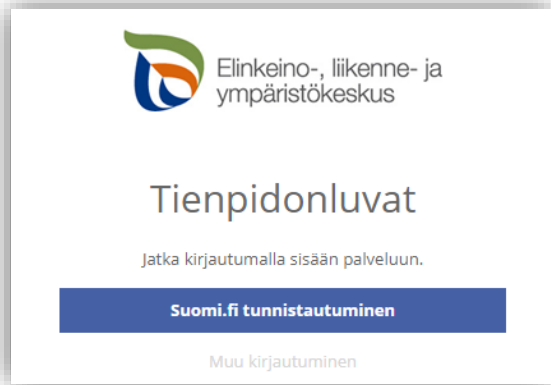 Elinkeino-, liikenne- ja
ympäristökeskus
Tienpidonluvat
Jatka kirjautumalla sisään palveluun.
Suomi.fi tunnistautuminen
Muu kirjautuminen